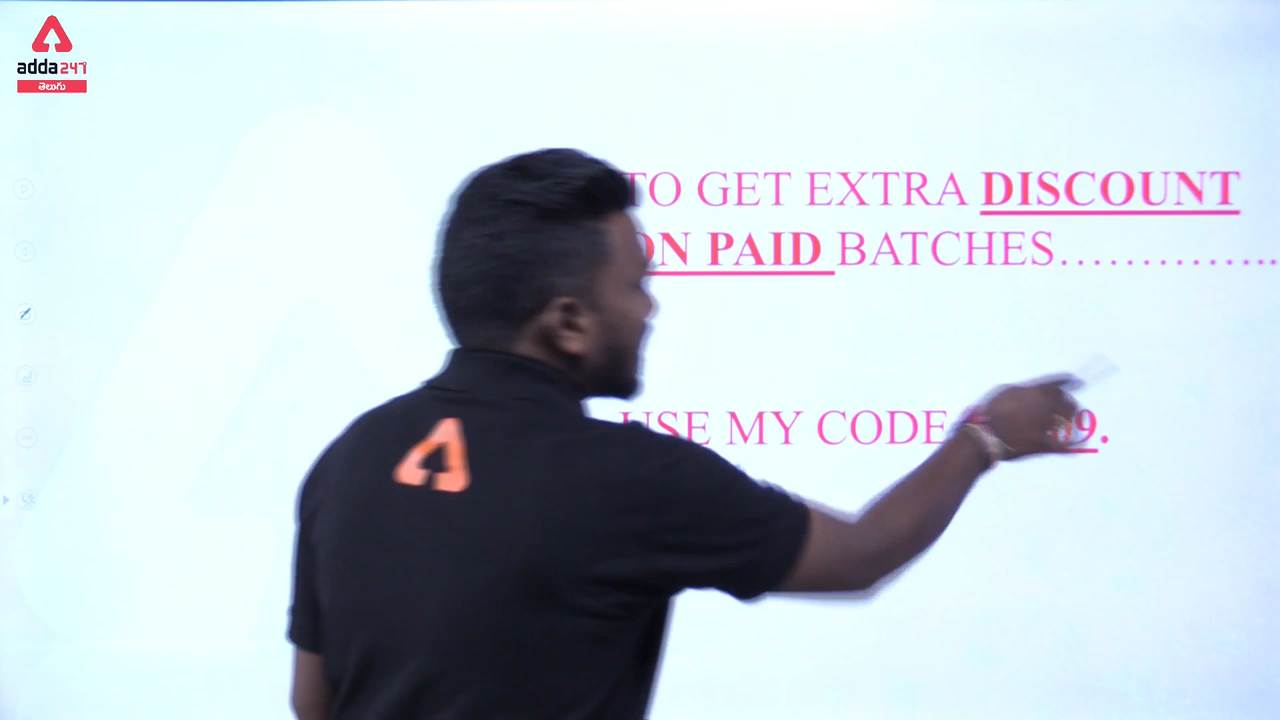 adda247
తెలుగు
TO GET EXTRA DISCOUNT
ON PAID BATCHES…………..
USE MY CODE